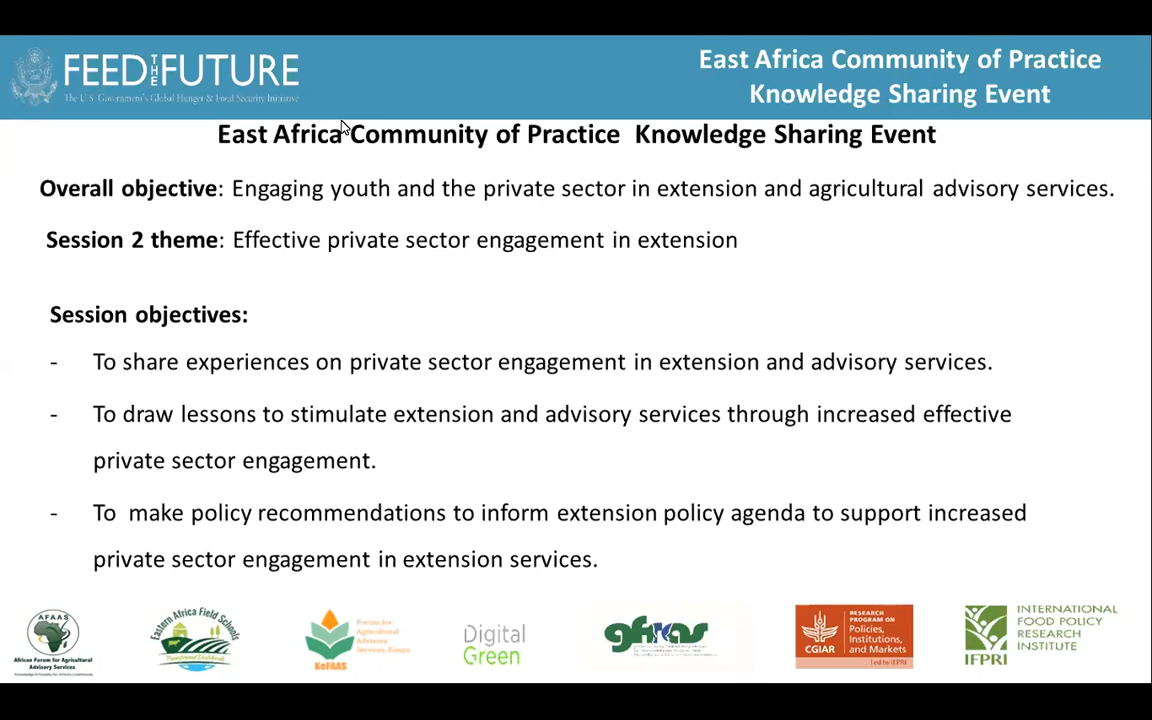 FEED THE FUTURE
The U.S. Government's Global Hunger & Food Security Initiative
East Africa Community of Practice
Knowledge Sharing Event
East Africa Community of Practice Knowledge Sharing Event
Overall objective: Engaging youth and the private sector in extension and agricultural advisory services.
Session 2 theme: Effective private sector engagement in extension
Session objectives:
- To share experiences on private sector engagement in extension and advisory services.
- To draw lessons to stimulate extension and advisory services through increased effective
private sector engagement.
- To make policy recommendations to inform extension policy agenda to support increased
private sector engagement in extension services.
AFAAS
African Forum for Agricultural
Advisory Services
Eastern Africa Field Schools
KeFAAS
Forum for
Agricultural
Advisory
Services Kenya
Digital
Green
gfras
CGIAR
RESEARCH
PROGRAM ON
Policies,
Institutions,
and Markets
Led by IFPRI
IFPRI
INTERNATIONAL
FOOD POLICY
RESEARCH
INSTITUTE